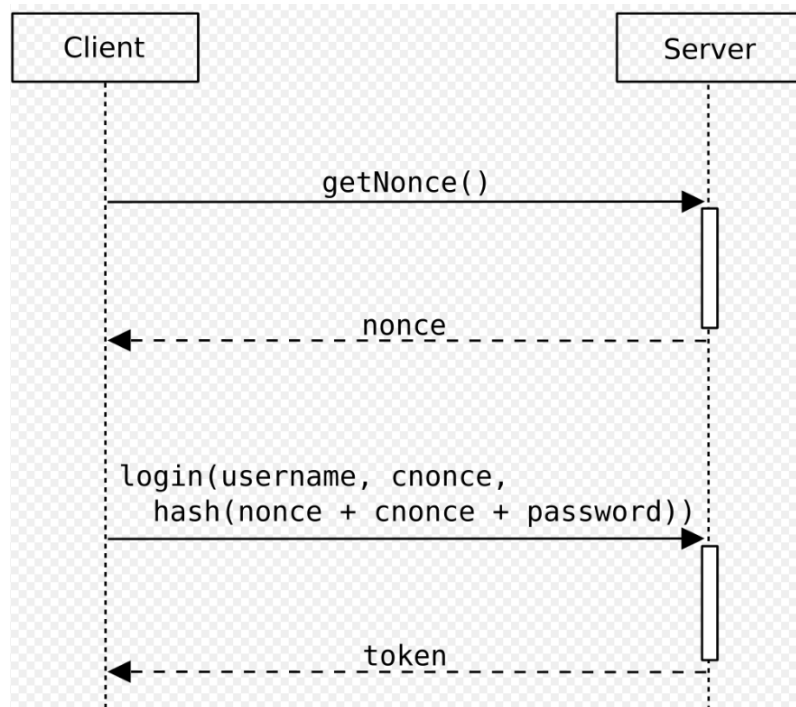 Client
Server
getNonce()
nonce
login(username, cnonce,
hash(nonce + cnonce + password))
token